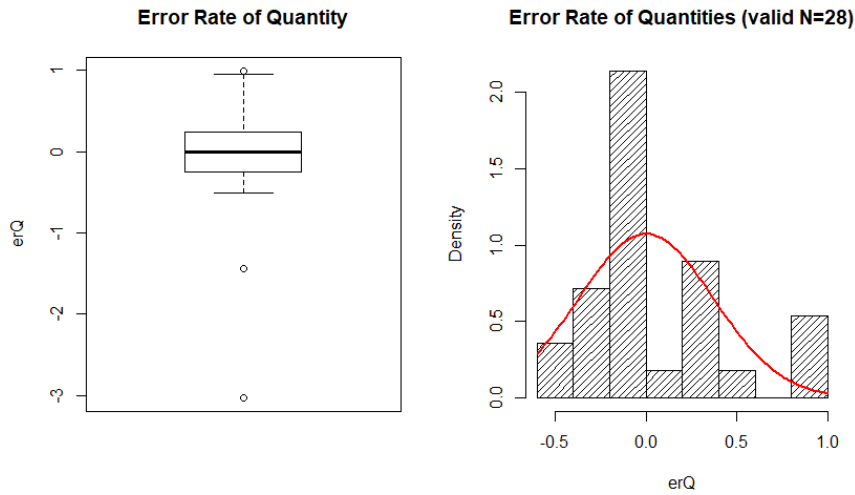 Error Rate of Quantity
erQ
1
0
-1
-2
-3
Error Rate of Quantities (valid N=28)
Density
2.0
1.5
1.0
0.5
0.0
-0.5 0.0 0.5 1.0
erQ